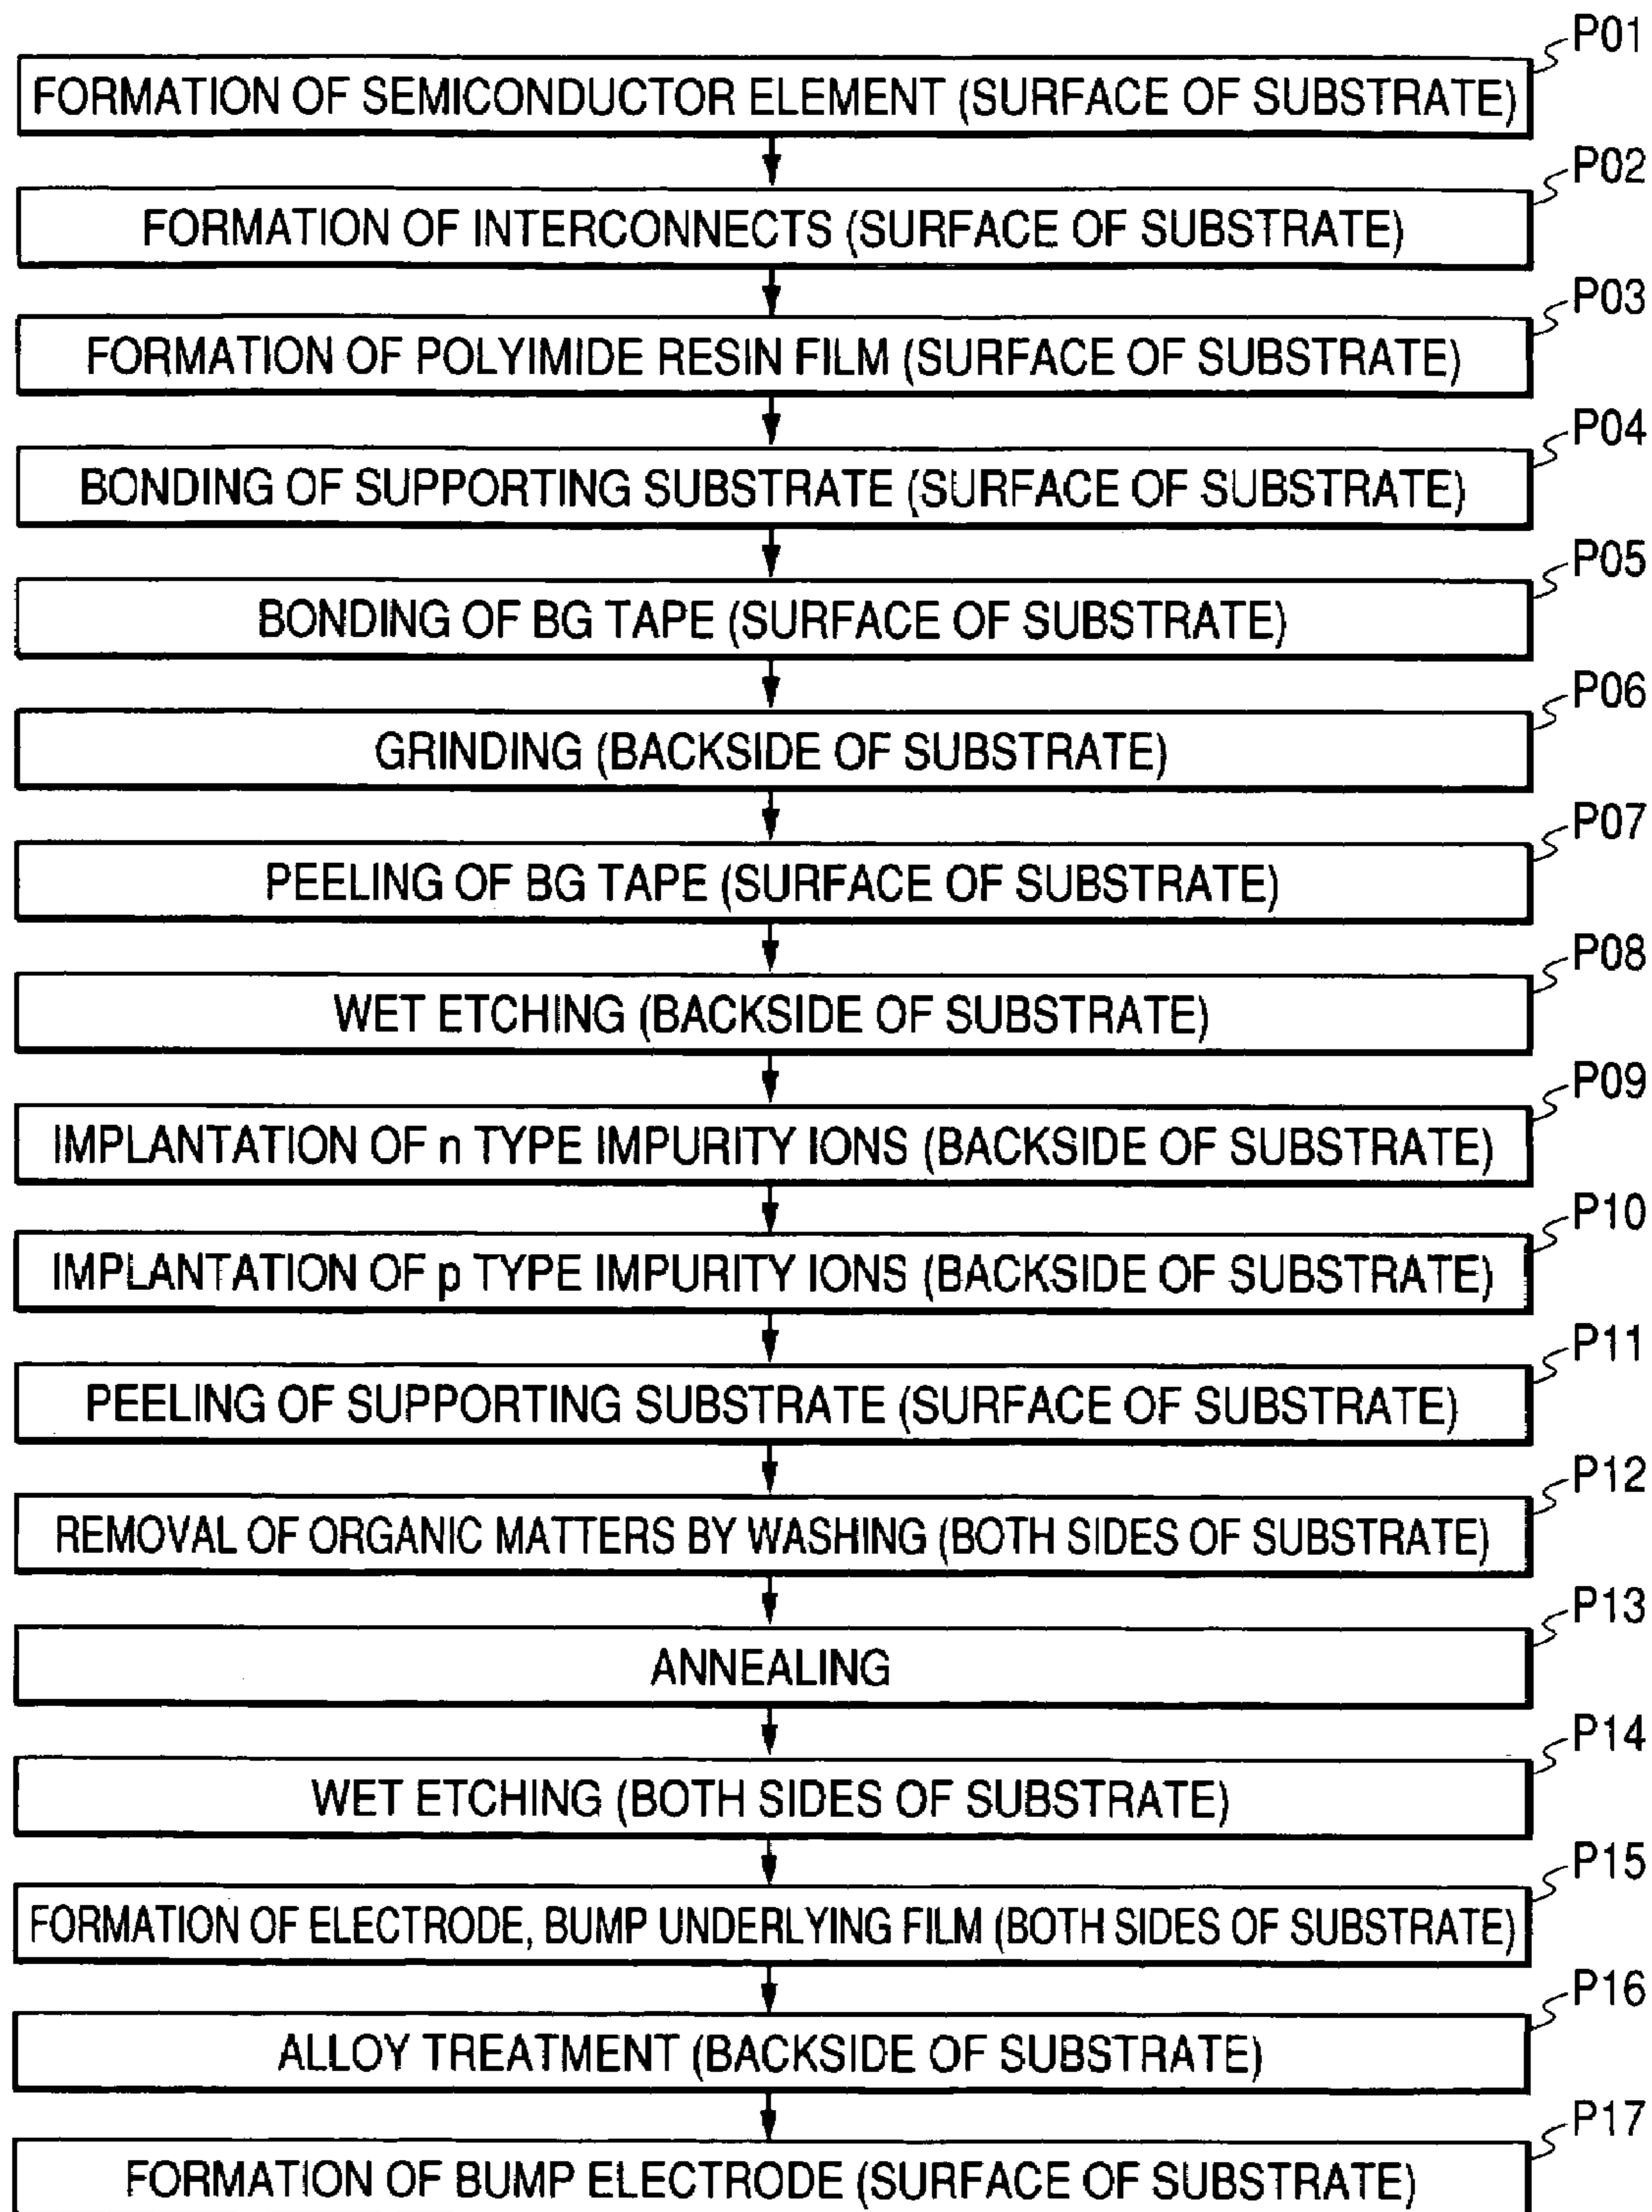 P01
FORMATION OF SEMICONDUCTOR ELEMENT (SURFACE OF SUBSTRATE)
P02
FORMATION OF INTERCONNECTS (SURFACE OF SUBSTRATE)
P03
FORMATION OF POLYIMIDE RESIN FILM (SURFACE OF SUBSTRATE)
P04
BONDING OF SUPPORTING SUBSTRATE (SURFACE OF SUBSTRATE)
P05
BONDING OF BG TAPE (SURFACE OF SUBSTRATE)
P06
GRINDING (BACKSIDE OF SUBSTRATE)
P07
PEELING OF BG TAPE (SURFACE OF SUBSTRATE)
P08
WET ETCHING (BACKSIDE OF SUBSTRATE)
P09
IMPLANTATION OF n TYPE IMPURITY IONS (BACKSIDE OF SUBSTRATE)
P10
IMPLANTATION OF p TYPE IMPURITY IONS (BACKSIDE OF SUBSTRATE)
P11
PEELING OF SUPPORTING SUBSTRATE (SURFACE OF SUBSTRATE)
P12
REMOVAL OF ORGANIC MATTERS BY WASHING (BOTH SIDES OF SUBSTRATE)
P13
ANNEALING
P14
WET ETCHING (BOTH SIDES OF SUBSTRATE)
P15
FORMATION OF ELECTRODE, BUMP UNDERLYING FILM (BOTH SIDES OF SUBSTRATE)
P16
ALLOY TREATMENT (BACKSIDE OF SUBSTRATE)
P17
FORMATION OF BUMP ELECTRODE (SURFACE OF SUBSTRATE)